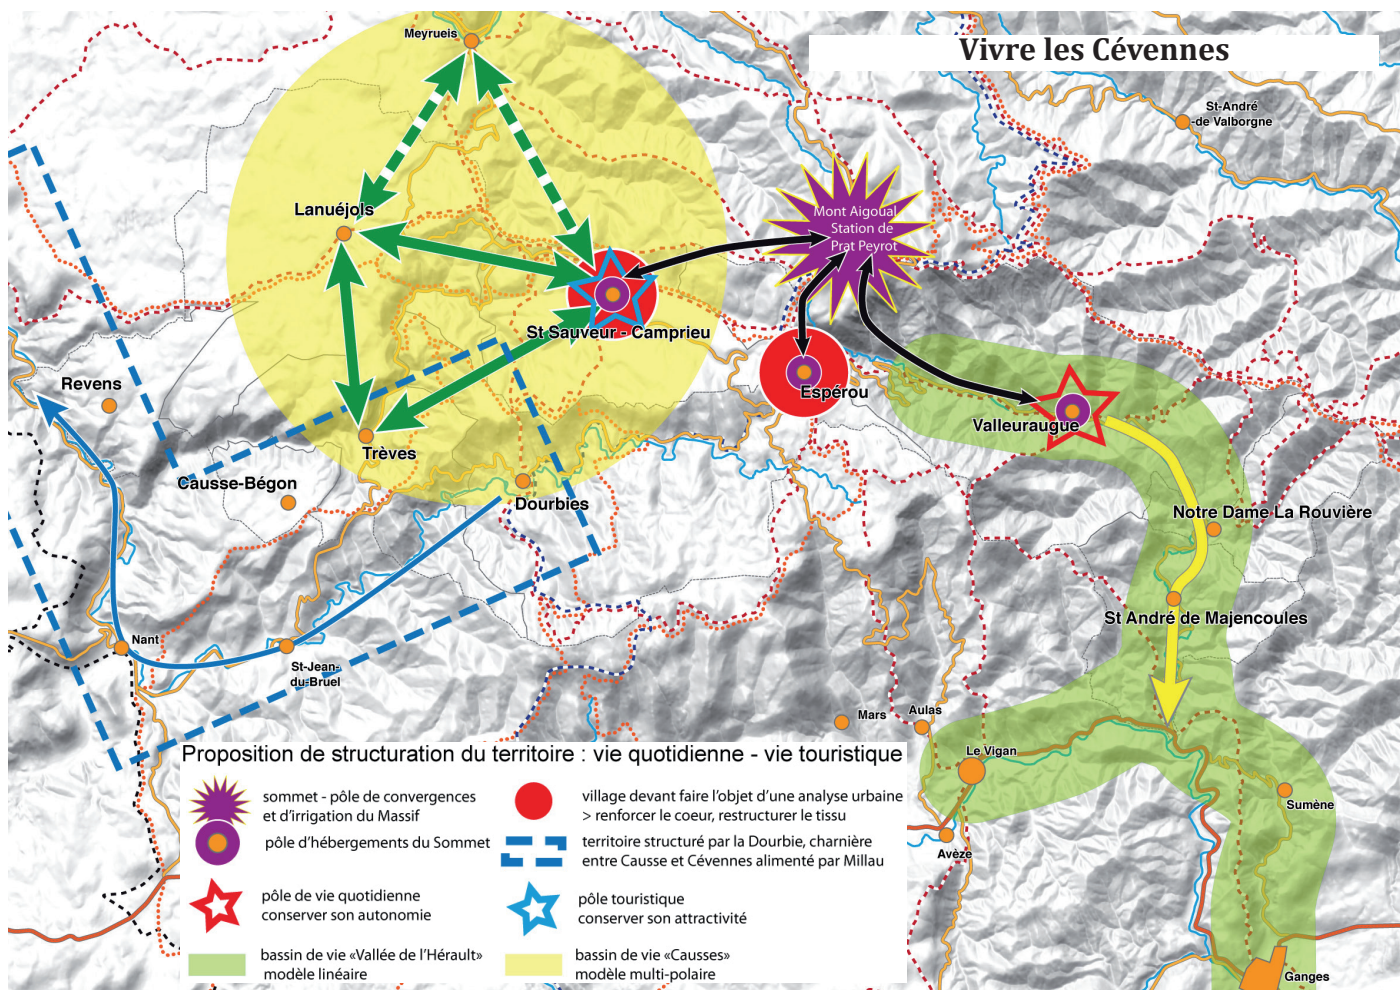 Vivre les Cévennes
Meyrueis
St-André
-de Valborgne
Lanuéjols
Mont Aigoual
Station de
Prat Peyrot
St Sauveur - Camprieu
Revens
Espérou
Valleuraugue
Trèves
Causse-Bégon
Dourbies
Notre Dame La Rouvière
St André de Majencoules
Nant
St-Jean-
du-Bruel
Mars
Aulas
Le Vigan
Sumène
Avèze
Ganges
Proposition de structuration du territoire : vie quotidienne - vie touristique
sommet - pôle de convergences
et d'irrigation du Massif
pôle d'hébergements du Sommet
pôle de vie quotidienne
conserver son autonomie
bassin de vie «Vallée de l'Hérault»
modèle linéaire
village devant faire l'objet d'une analyse urbaine
> renforcer le coeur, restructurer le tissu
territoire structuré par la Dourbie, charnière
entre Causse et Cévennes alimenté par Millau
pôle touristique
conserver son attractivité
bassin de vie «Causses»
modèle multi-polaire